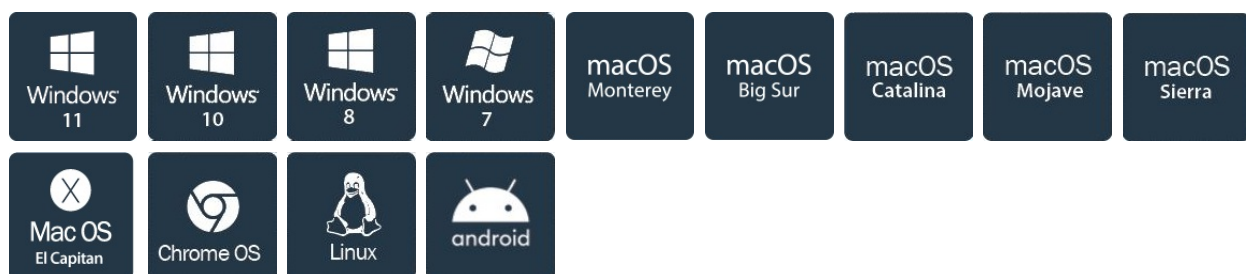 Windows
11
Windows
10
Windows
8
Windows
7
macOS
Monterey
macOS
Big Sur
macOS
Catalina
macOS
Mojave
macOS
Sierra
X
Mac OS
El Capitan
Chrome OS
Linux
android